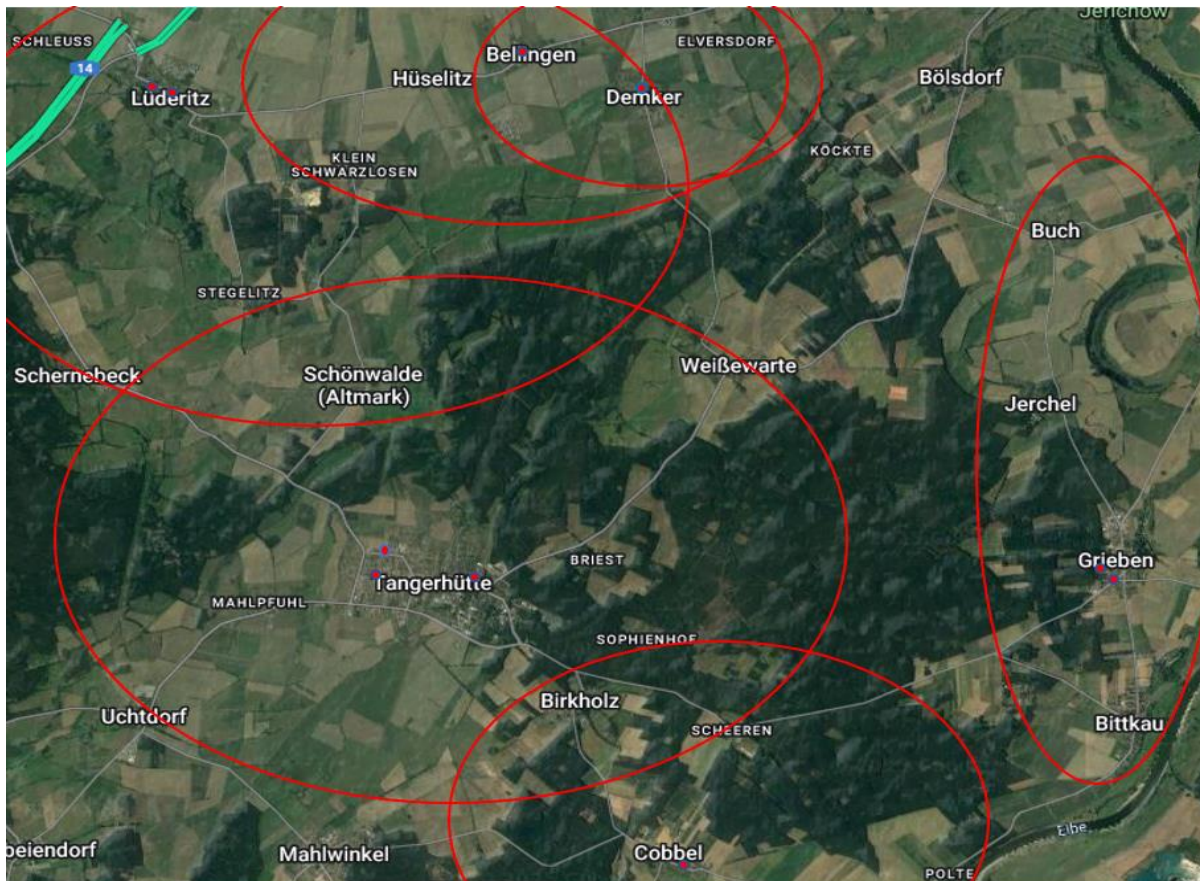 Jerichow
SCHLEUSS
ELVERSDORF
Bellingen
14
Hüselitz
Bölsdorf
Lüderitz
Demker
KÖCKTE
KLEIN
SCHWARZLOSEN
Buch
STEGELITZ
Weißewarte
Schernebeck
Schönwalde
(Altmark)
Jerchel
BRIEST
Grieben
Tangerhütte
MAHLPFUHL
SOPHIENHOF
Birkholz
Uchtdorf
SCHEEREN
Bittkau
Elbe
beiendorf
Mahlwinkel
Cobbel
POLTE